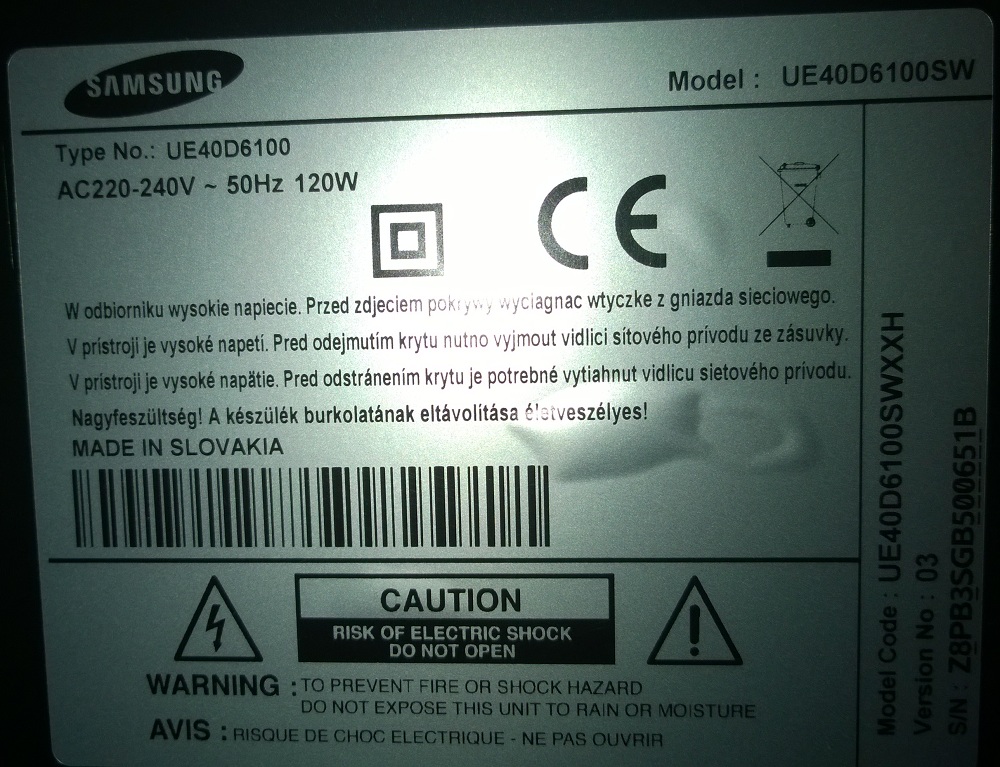 SAMSUNG
Model : UE40D6100SW
Type No.: UE40D6100
AC220-240V ~ 50Hz 120W
CE
W odbiorniku wysokie napiecie. Przed zdjeciem pokrywy wyciagnac wtyczke z gniazda sieciowego.
V prístroji je vysoké napetí. Pred odejmutím krytu nutno vyjmout vidlici sítového prívodu ze zásuvky.
V prístroji je vysoké napätie. Pred odstránením krytu je potrebné vytiahnut vidlicu sietového prívodu.
Nagyfeszültség! A készülék burkolatának eltávolítása életveszélyes!
MADE IN SLOVAKIA
CAUTION
RISK OF ELECTRIC SHOCK
DO NOT OPEN
WARNING : TO PREVENT FIRE OR SHOCK HAZARD
DO NOT EXPOSE THIS UNIT TO RAIN OR MOISTURE
AVIS : RISQUE DE CHOC ELECTRIQUE - NE PAS OUVRIR
Model Code : UE40D6100SWXXH
Version No : 03
S/N : Z8PB3SGB500651B